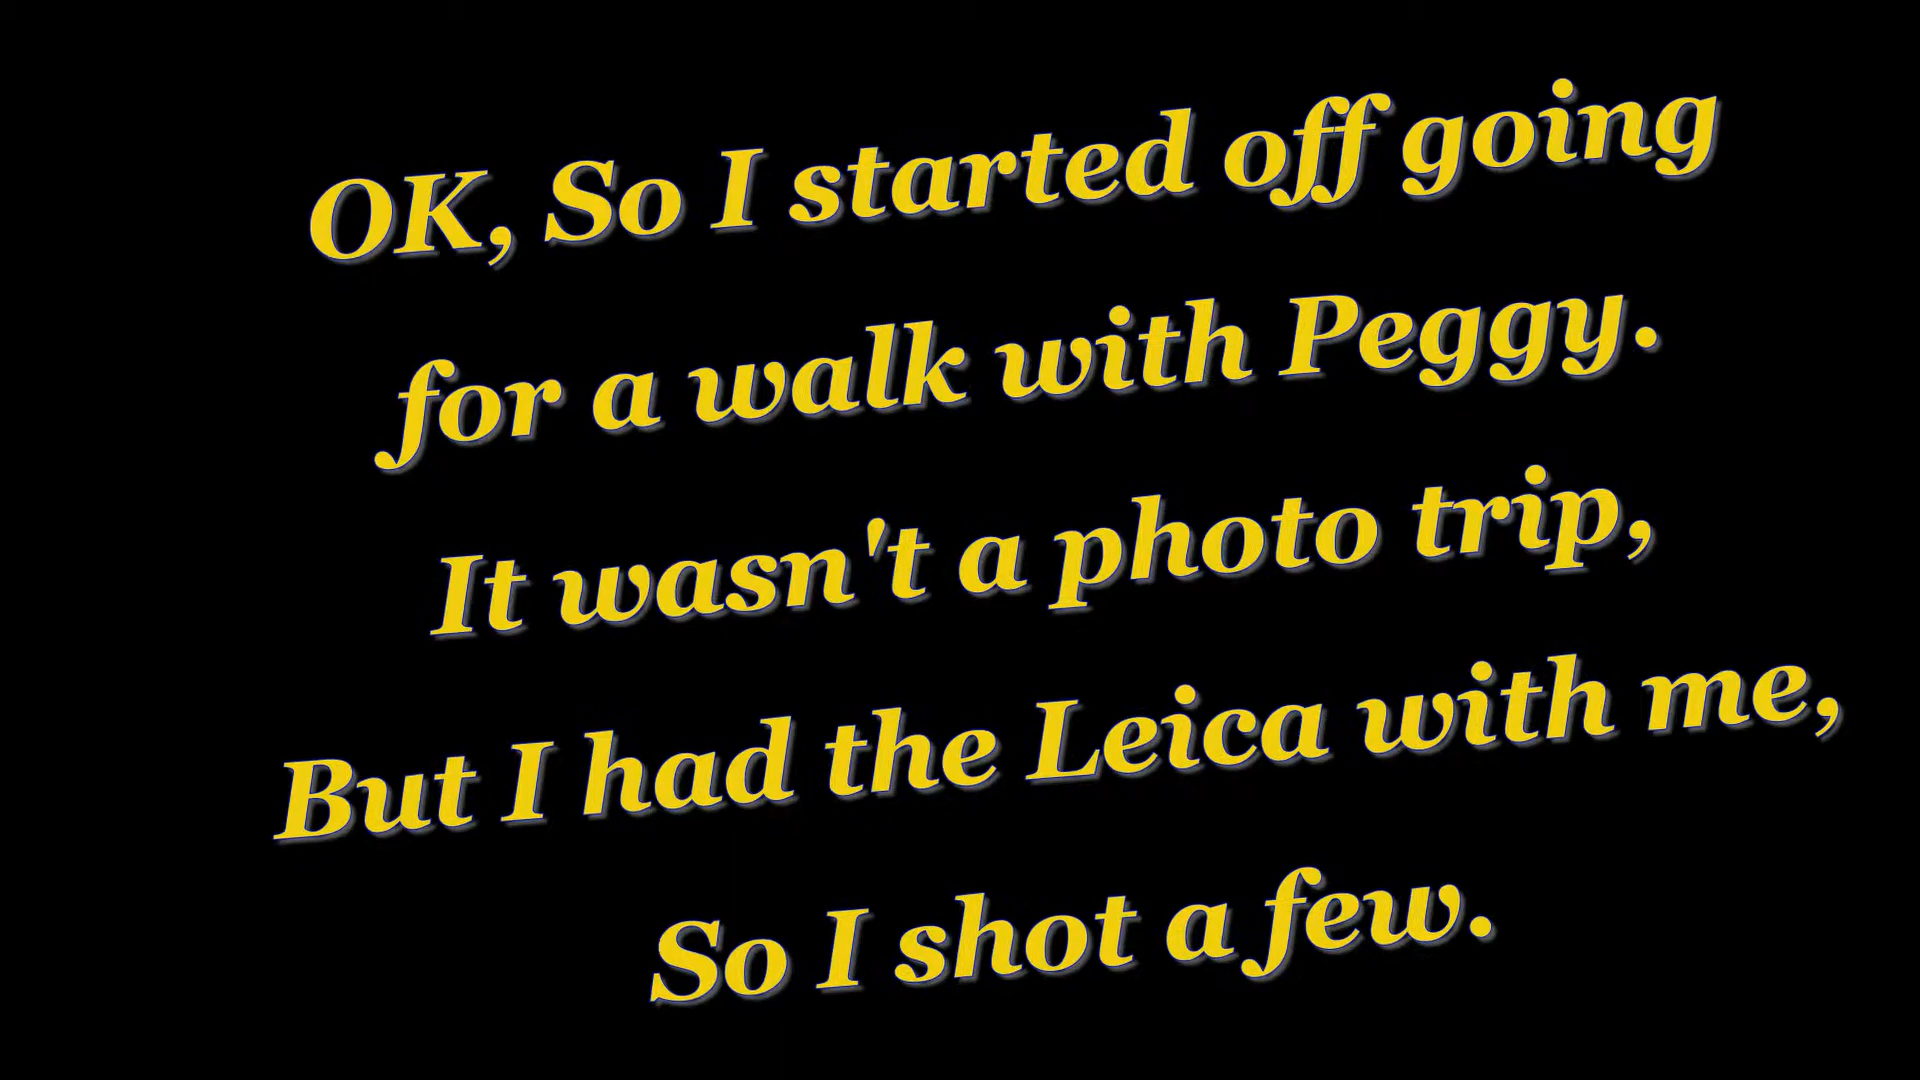 OK, So I started off going
for a walk with Peggy.
It wasn't a photo trip,
But I had the Leica with me,
So I shot a few.